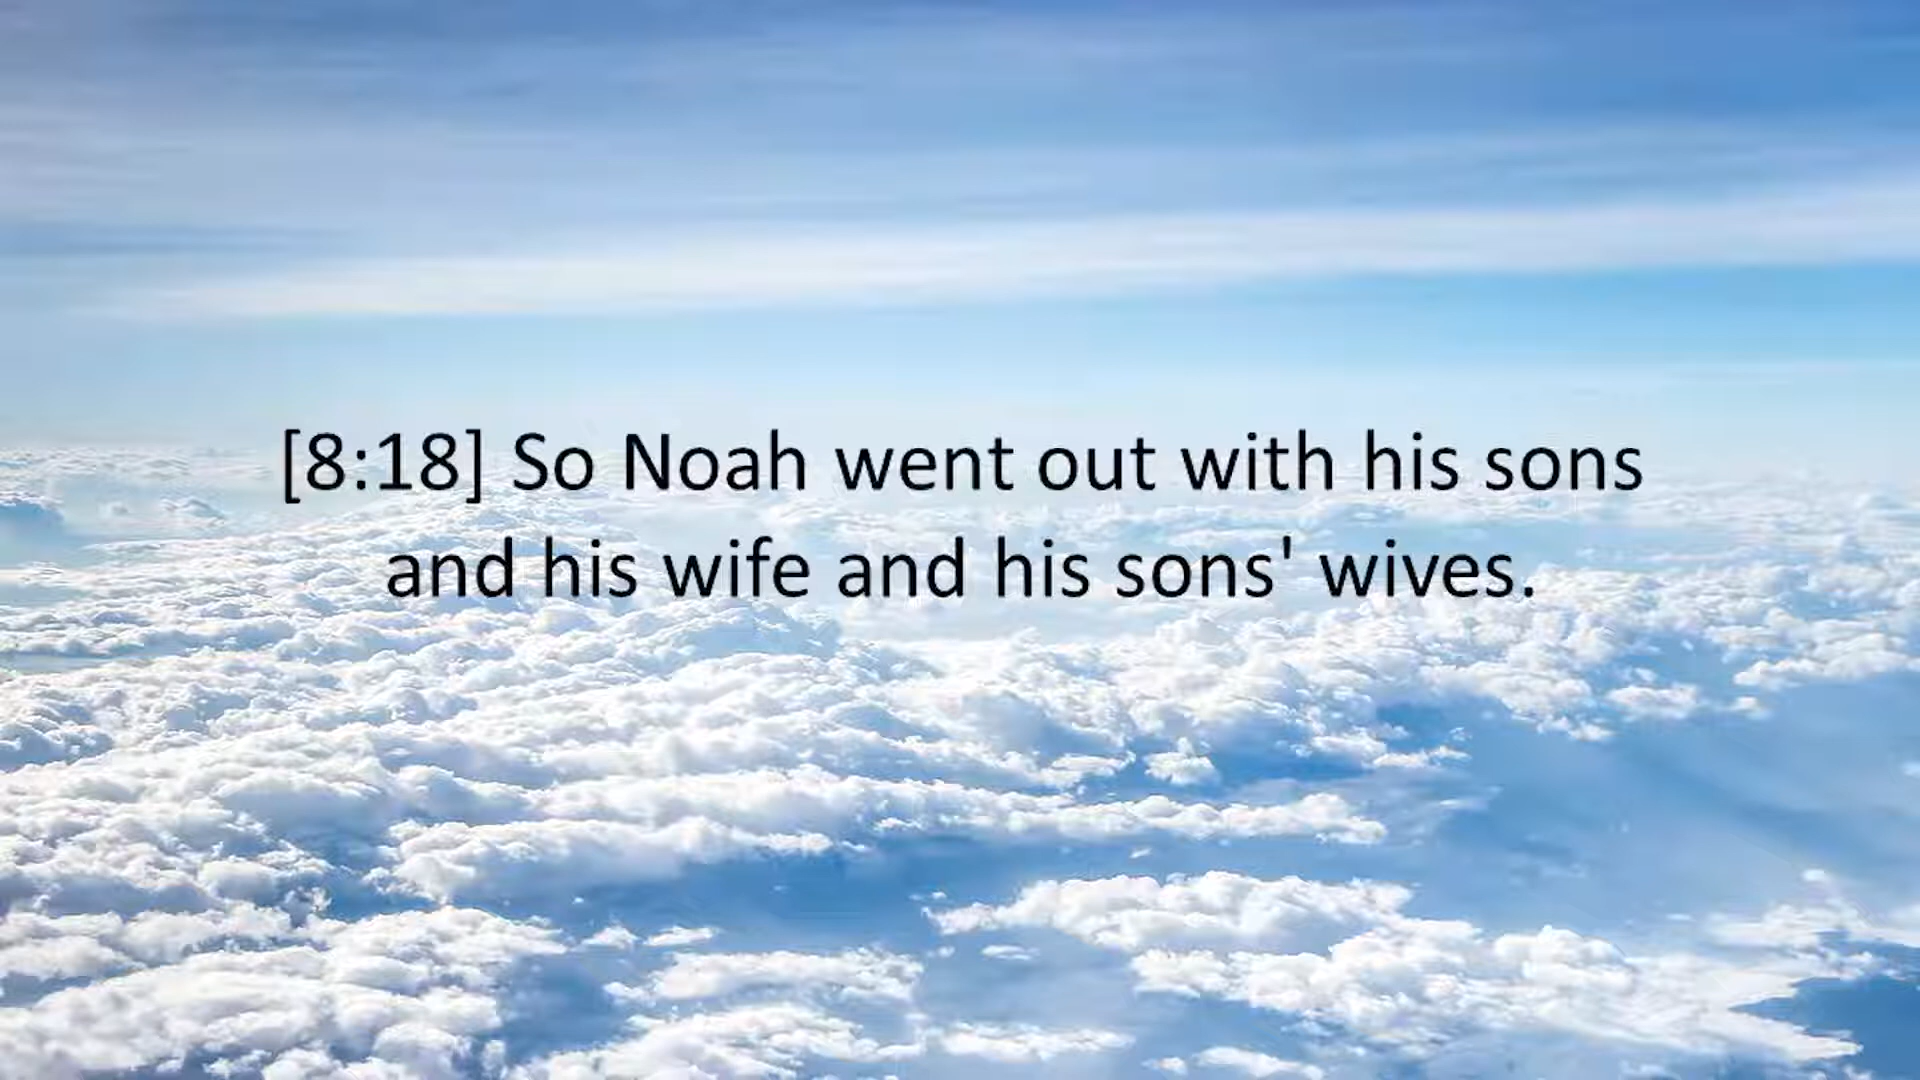 [8:18] So Noah went out with his sons
and his wife and his sons' wives.